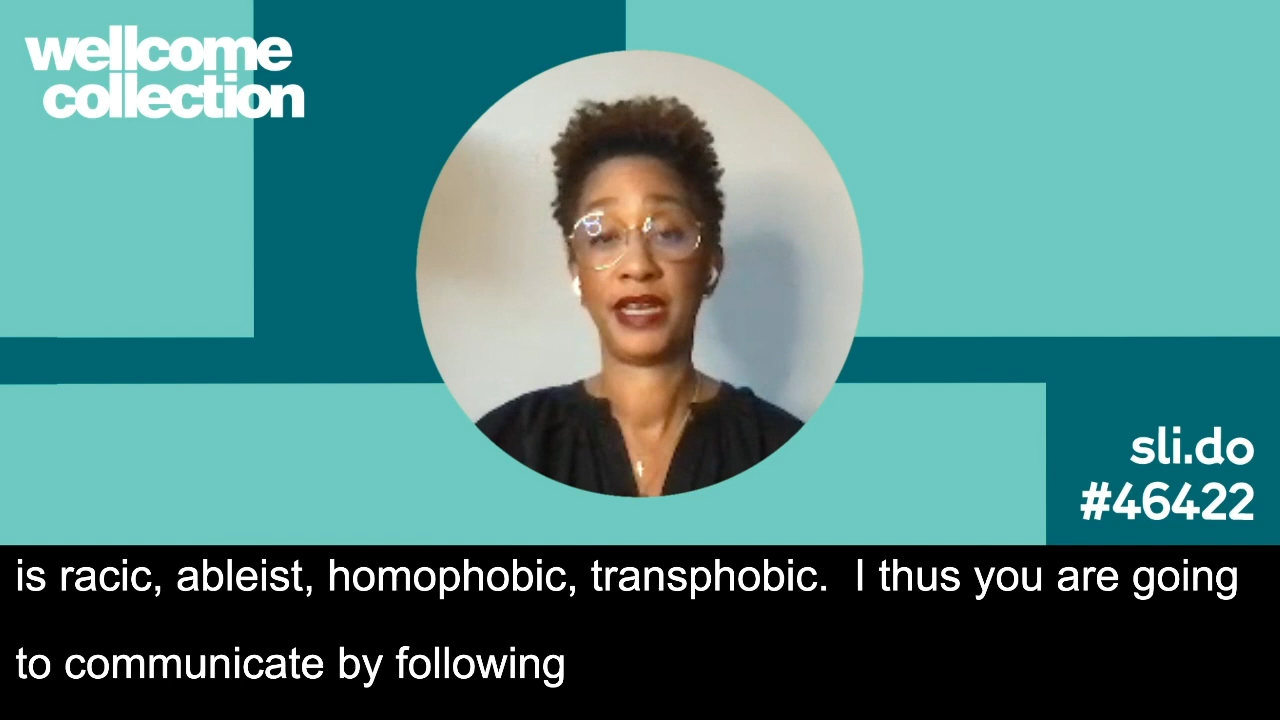 wellcome
collection
sli.do
#46422
is racic, ableist, homophobic, transphobic.  I thus you are going
to communicate by following